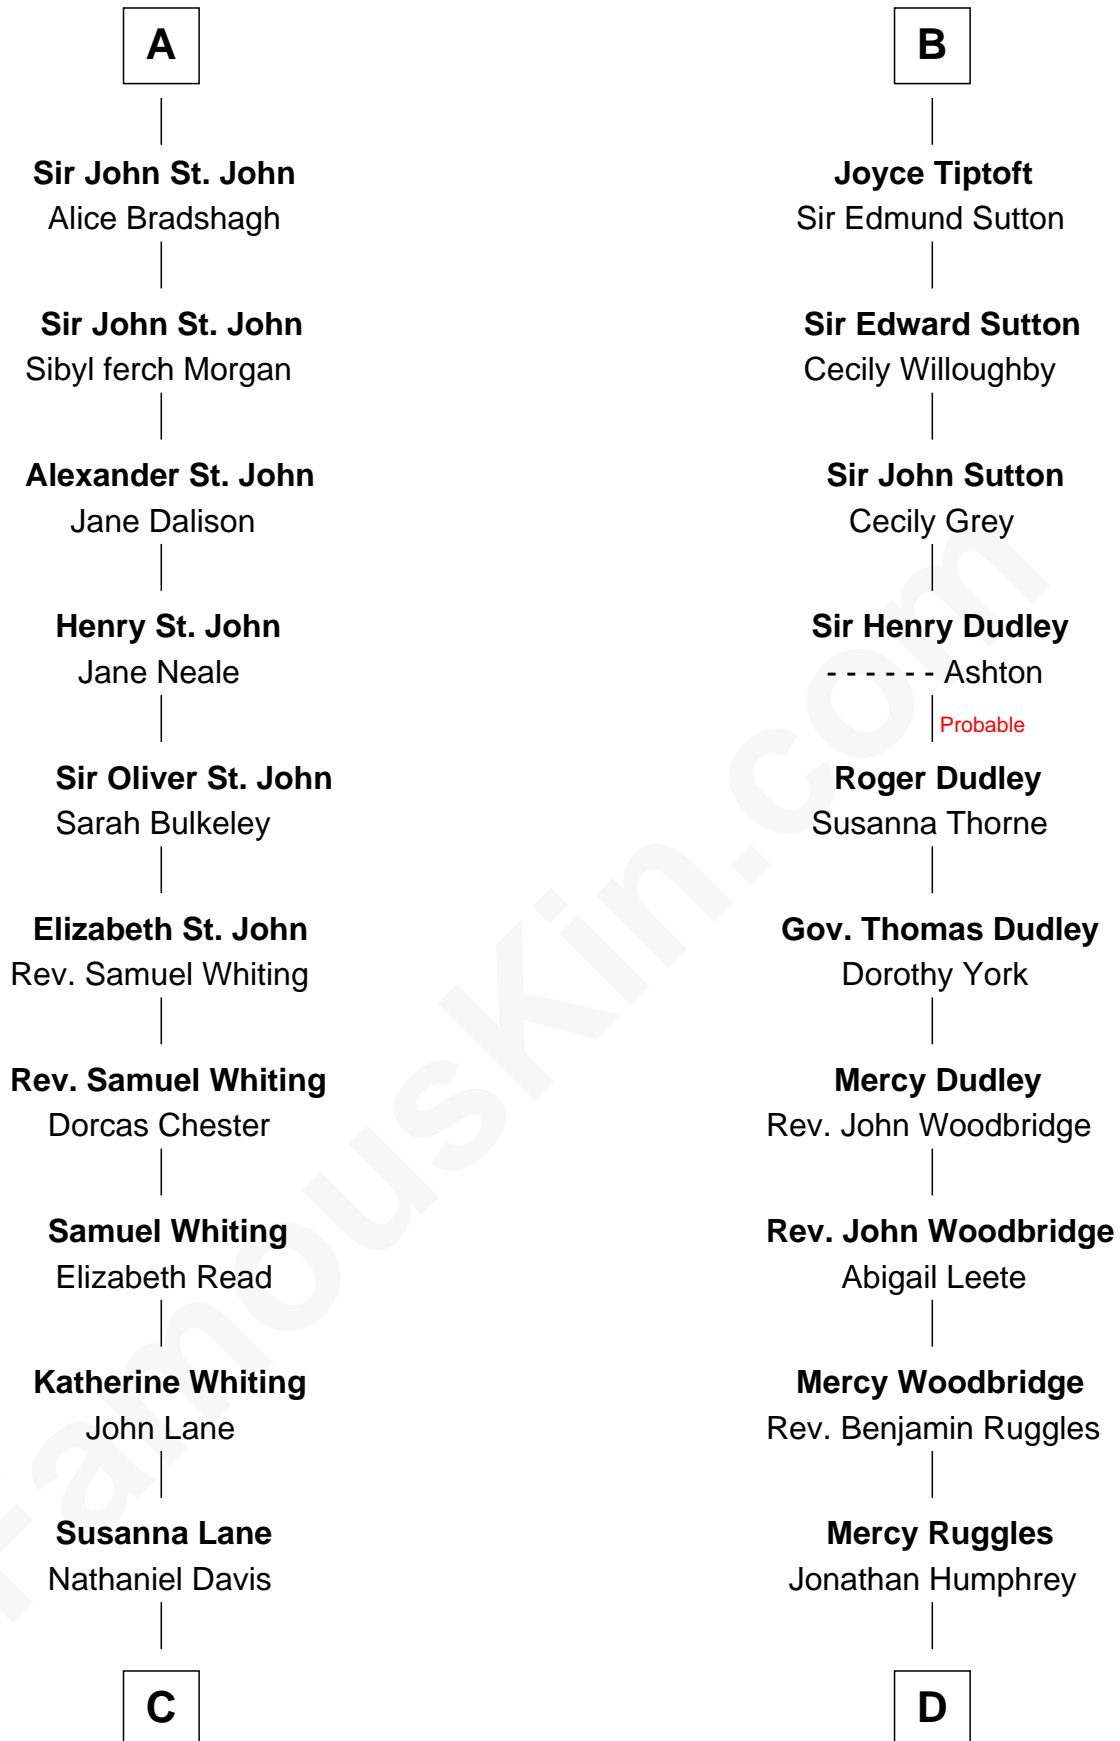 A
Sir John St. John
Alice Bradshagh
Sir John St. John
Sibyl ferch Morgan
Alexander St. John
Jane Dalison
Henry St. John
Jane Neale
Sir Oliver St. John
Sarah Bulkeley
Elizabeth St. John
Rev. Samuel Whiting
Rev. Samuel Whiting
Dorcas Chester
Samuel Whiting
Elizabeth Read
Katherine Whiting
John Lane
Susanna Lane
Nathaniel Davis
C
B
Joyce Tiptoft
Sir Edmund Sutton
Sir Edward Sutton
Cecily Willoughby
Sir John Sutton
Cecily Grey
Sir Henry Dudley
- - - - - - Ashton
Probable
Roger Dudley
Susanna Thorne
Gov. Thomas Dudley
Dorothy York
Mercy Dudley
Rev. John Woodbridge
Rev. John Woodbridge
Abigail Leete
Mercy Woodbridge
Rev. Benjamin Ruggles
Mercy Ruggles
Jonathan Humphrey
D
FamousKin.com